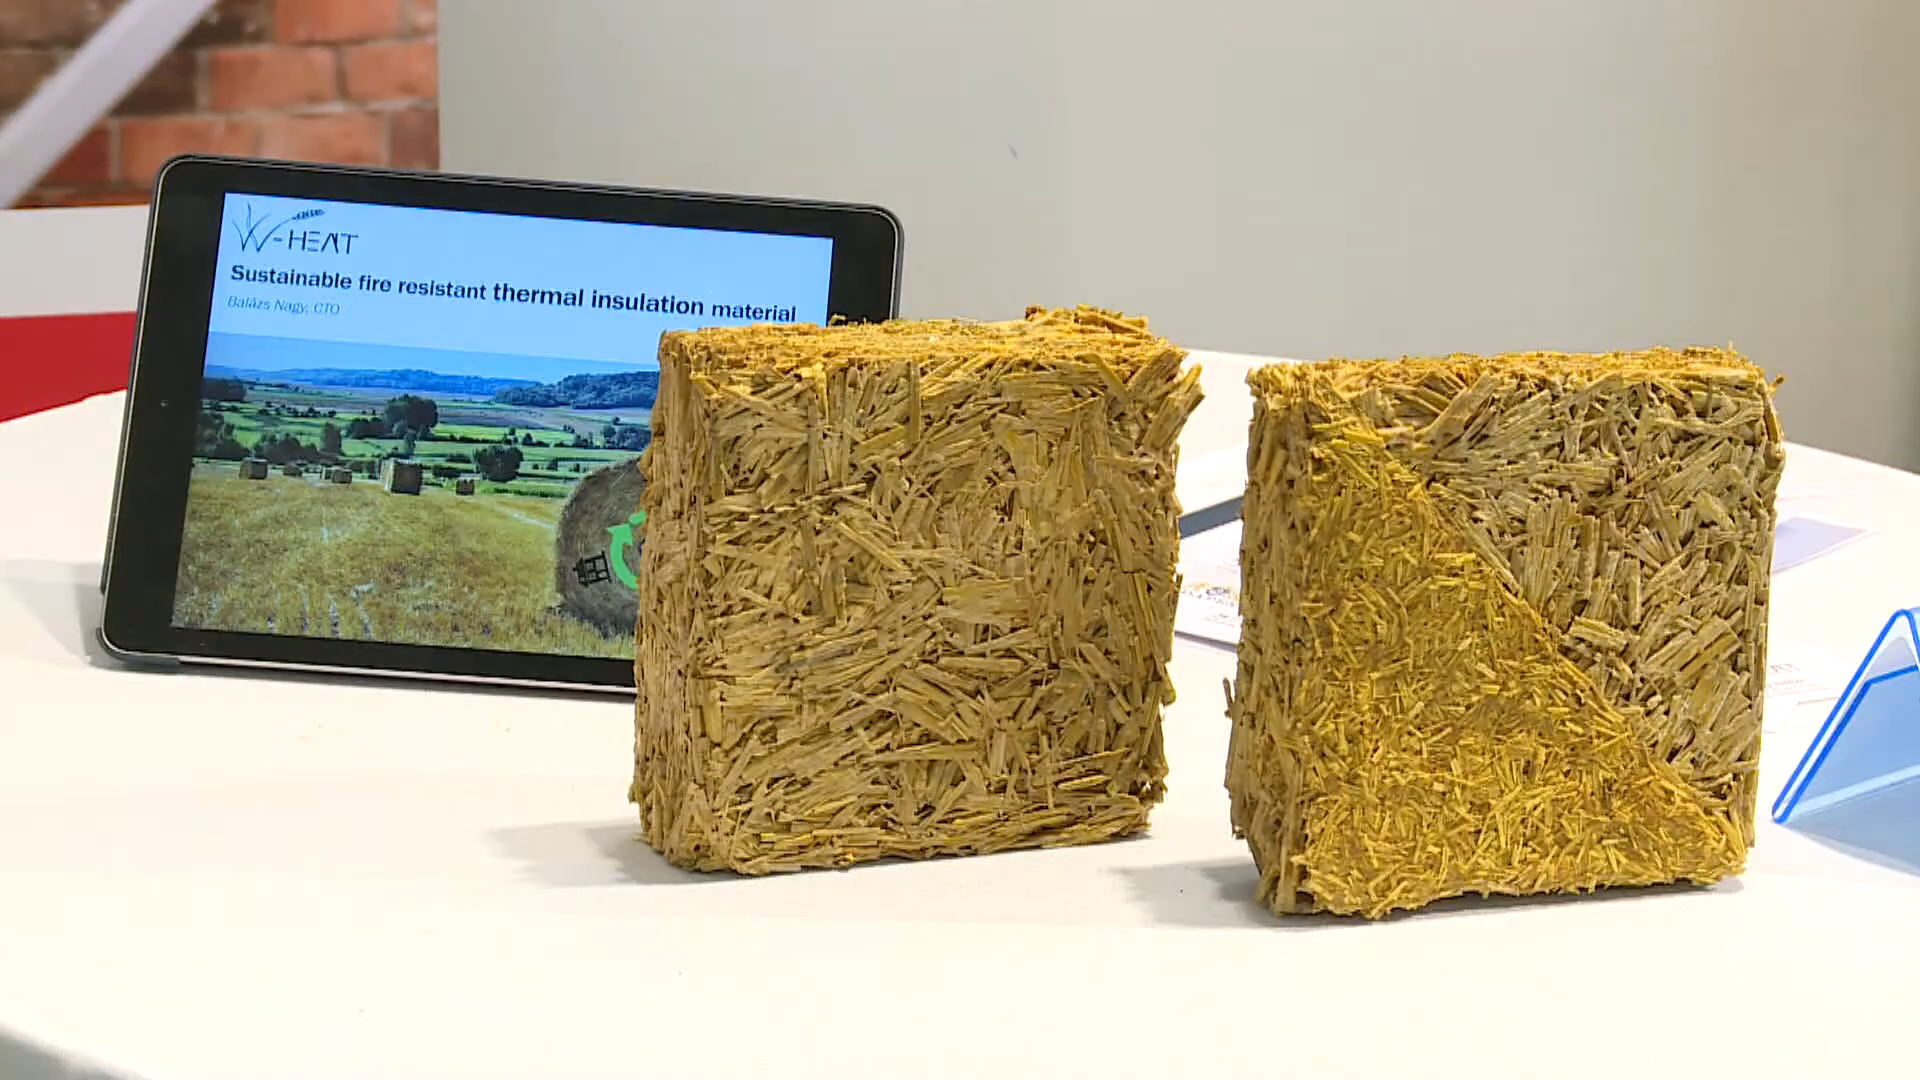 W-HEAT
Sustainable fire resistant thermal insulation material
Balázs Nagy, CTO